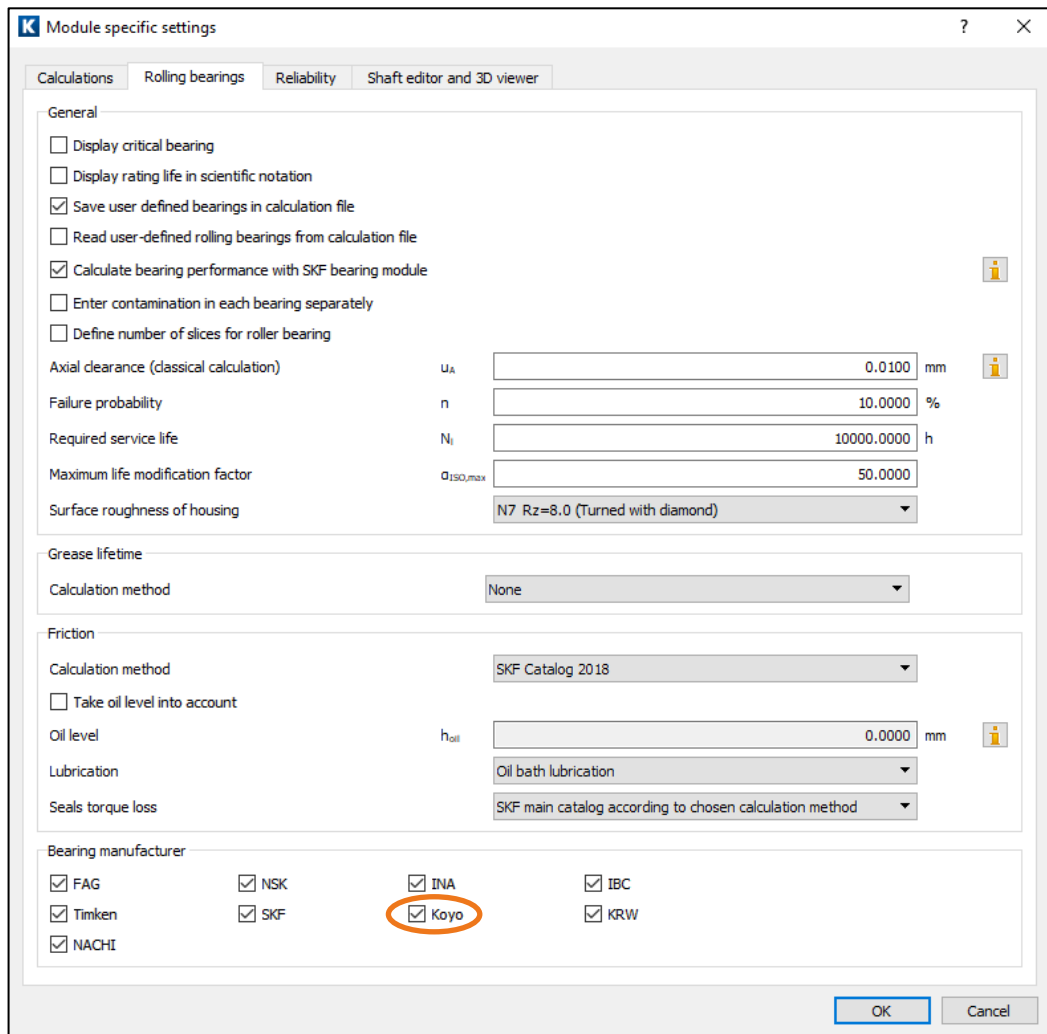 K Module specific settings ?
Calculations Rolling bearings Reliability Shaft editor and 3D viewer
General
Display critical bearing
Display rating life in scientific notation
Save user defined bearings in calculation file
Read user-defined rolling bearings from calculation file
Calculate bearing performance with SKF bearing module
Enter contamination in each bearing separately
Define number of slices for roller bearing
Axial clearance (classical calculation) uA 0.0100 mm
Failure probability n 10.0000 %
Required service life Ni 10000.0000 h
Maximum life modification factor aISO,max 50.0000
Surface roughness of housing N7 Rz=8.0 (Turned with diamond)
Grease lifetime
Calculation method None
Friction
Calculation method SKF Catalog 2018
Take oil level into account
Oil level hoil 0.0000 mm
Lubrication Oil bath lubrication
Seals torque loss SKF main catalog according to chosen calculation method
Bearing manufacturer
FAG NSK INA IBC
Timken SKF Koyo KRW
NACHI
OK Cancel